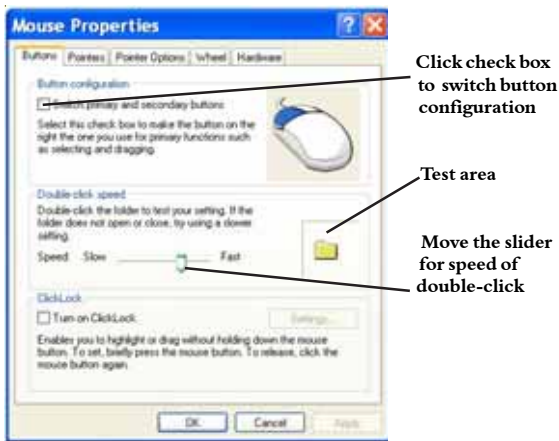 Mouse Properties
Buttons Pointers Pointer Options Wheel Hardware
Button configuration
Switch primary and secondary buttons
Select this check box to make the button on the
right the one you use for primary functions such
as selecting and dragging.
Click check box
to switch button
configuration
Double-click speed
Double-click the folder to test your setting. If the
folder does not open or close, try using a slower
setting.
Speed: Slow Fast
Test area
Move the slider
for speed of
double-click
ClickLock
Turn on ClickLock
Settings...
Enables you to highlight or drag without holding down the mouse
button. To set, briefly press the mouse button. To release, click the
mouse button again.
OK Cancel Apply